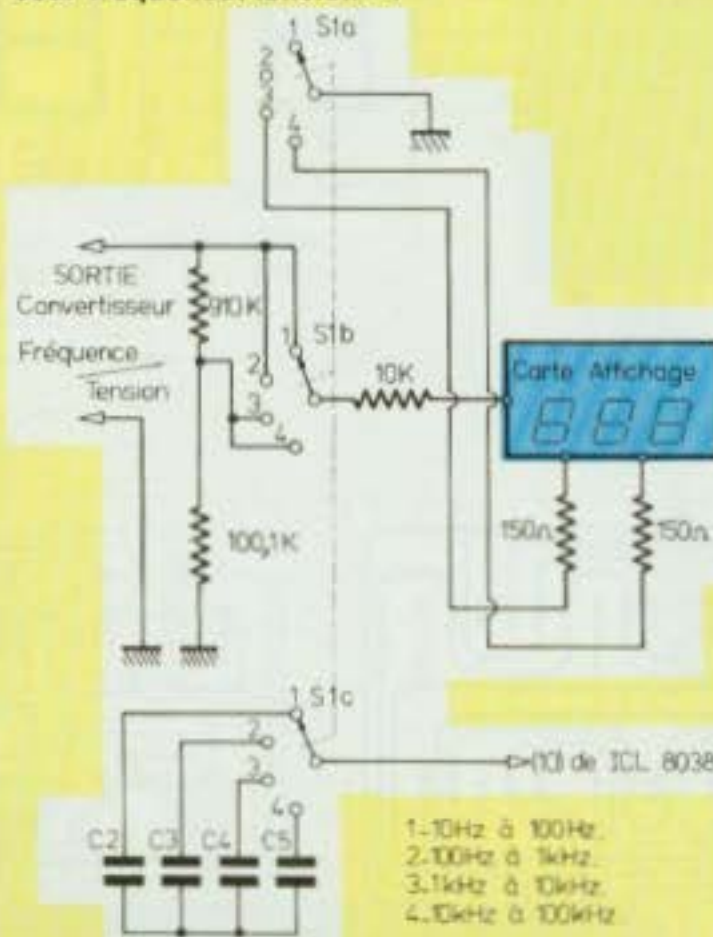 1 S1a
2
3
4
SORTIE
Convertisseur
910K
Fréquence
Tension
1 S1b
2
3
4
10K
Carte Affichage
150Ω
150Ω
100,1K
1 S1c
2
3
4
(10) de ICL 8038
C2 C3 C4 C5
1-10Hz à 100Hz.
2.100Hz à 1kHz.
3.1kHz à 10kHz.
4.10kHz à 100kHz.